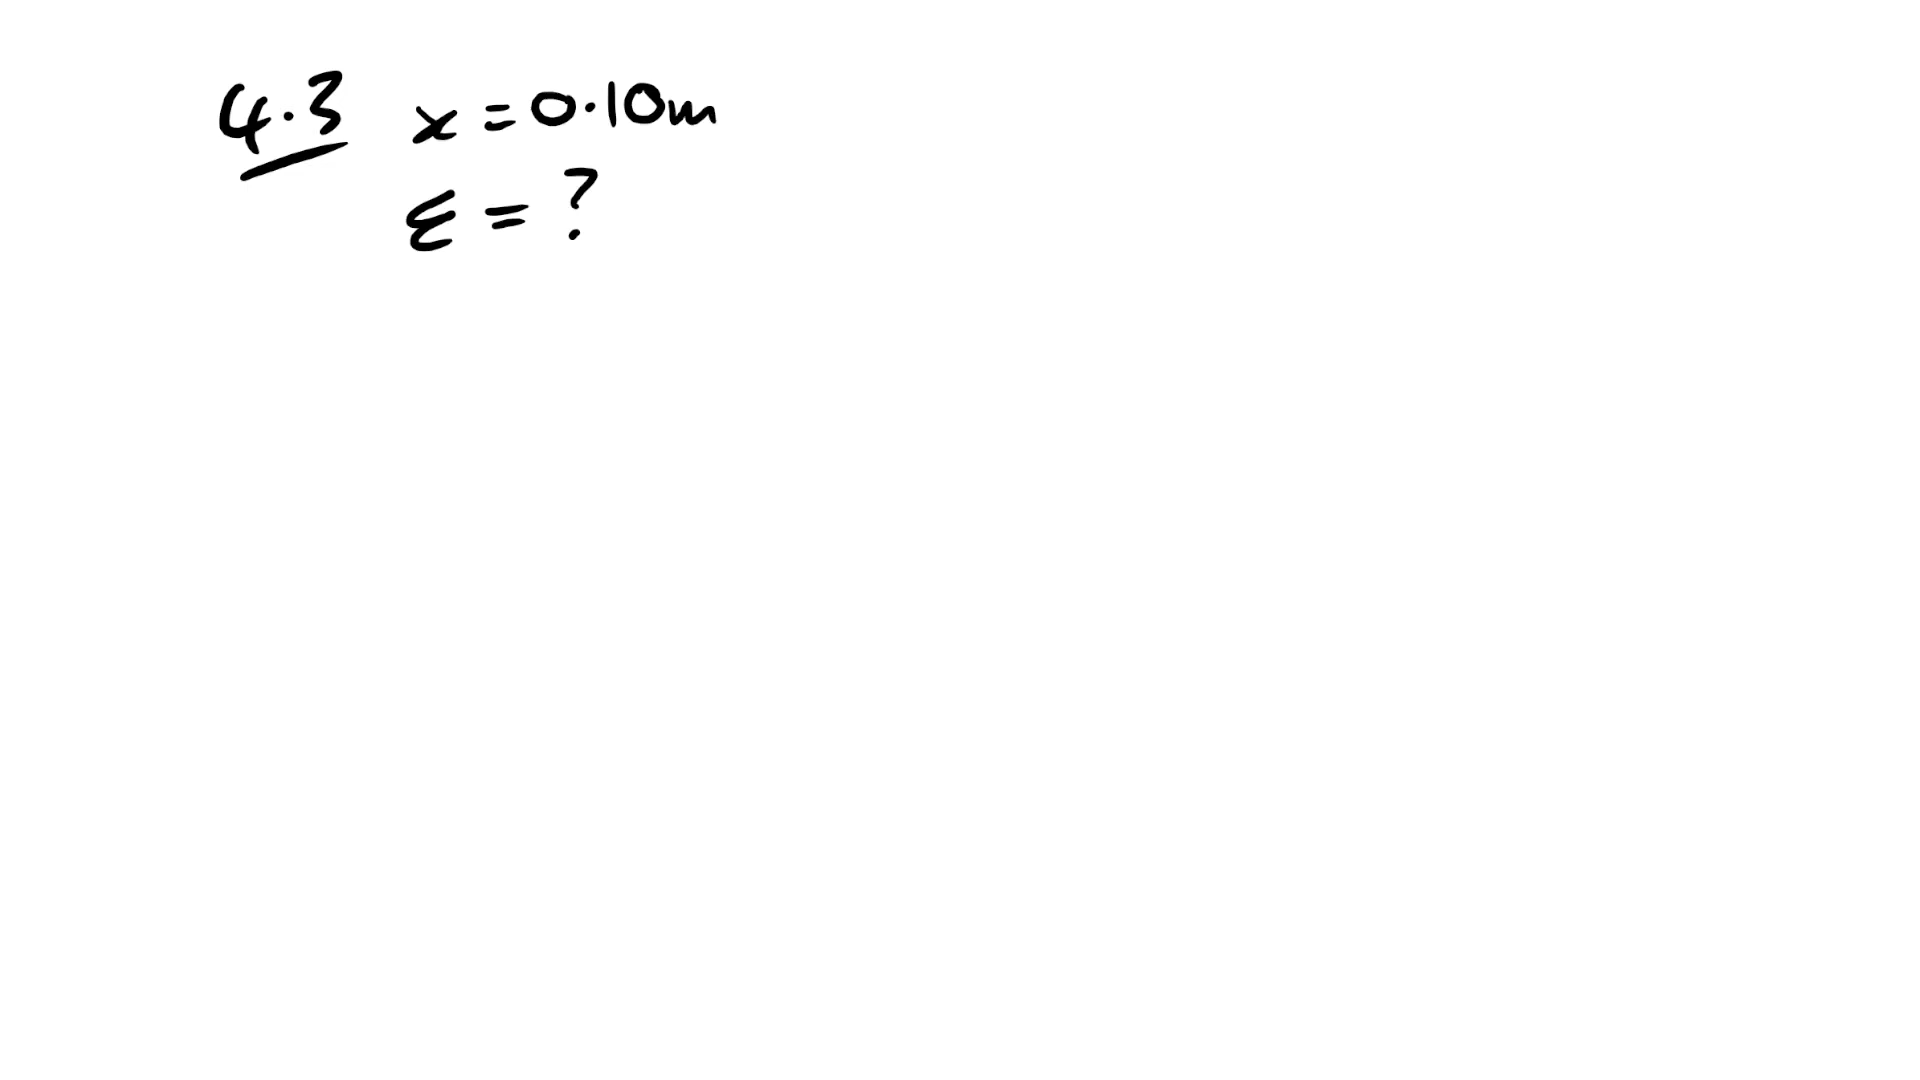 4.3 x = 0.10m
ε = ?